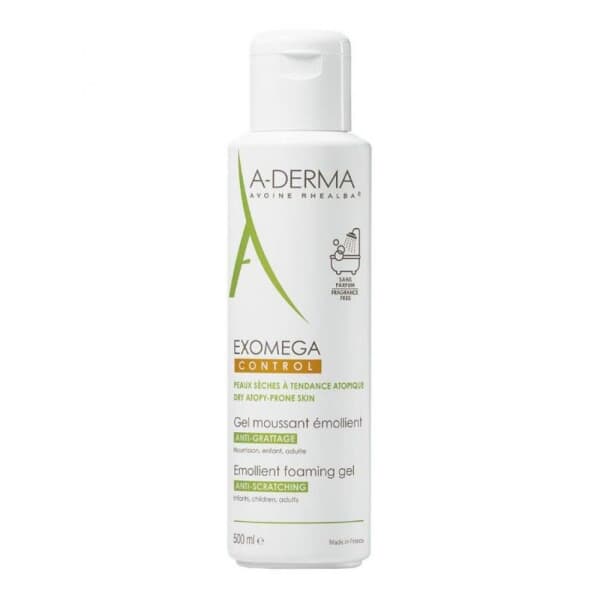 A-DERMA
AVOINE RHEALBA®
SANS
PARFUM
FRAGRANCE
FREE
EXOMEGA
CONTROL
PEAUX SÈCHES À TENDANCE ATOPIQUE
DRY ATOPY-PRONE SKIN
Gel moussant émollient
ANTI-GRATTAGE
Nourrisson, enfant, adulte
Emollient foaming gel
ANTI-SCRATCHING
Infants, children, adults
500 ml e
Made in France